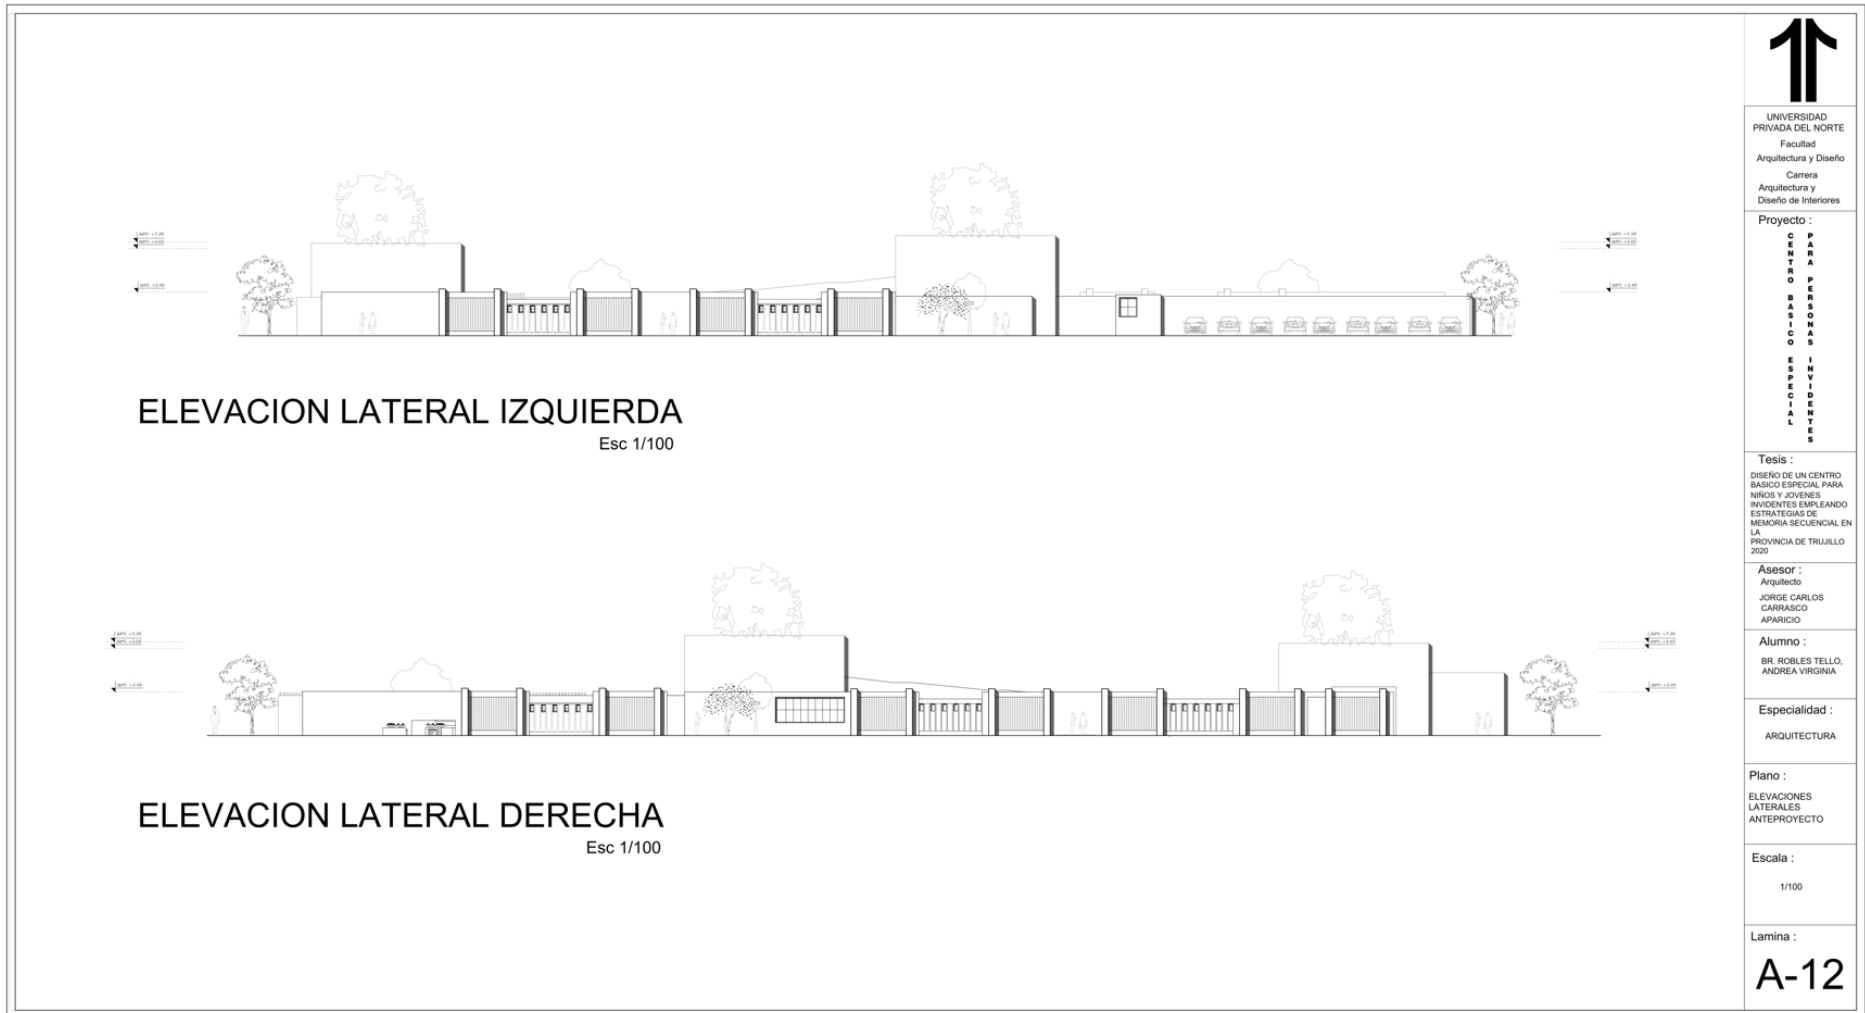 ELEVACION LATERAL IZQUIERDA
Esc 1/100
ELEVACION LATERAL DERECHA
Esc 1/100
UNIVERSIDAD
PRIVADA DEL NORTE
Facultad
Arquitectura y Diseño
Carrera
Arquitectura y
Diseño de Interiores
Proyecto :
CENTRO BASICO ESPECIAL
PARA PERSONAS INVIDENTES
Tesis :
DISEÑO DE UN CENTRO
BASICO ESPECIAL PARA
NIÑOS Y JOVENES
INVIDENTES EMPLEANDO
ESTRATEGIAS DE
MEMORIA SECUENCIAL EN
LA
PROVINCIA DE TRUJILLO
2020
Asesor :
Arquitecto
JORGE CARLOS
CARRASCO
APARICIO
Alumno :
BR. ROBLES TELLO,
ANDREA VIRGINIA
Especialidad :
ARQUITECTURA
Plano :
ELEVACIONES
LATERALES
ANTEPROYECTO
Escala :
1/100
Lamina :
A-12